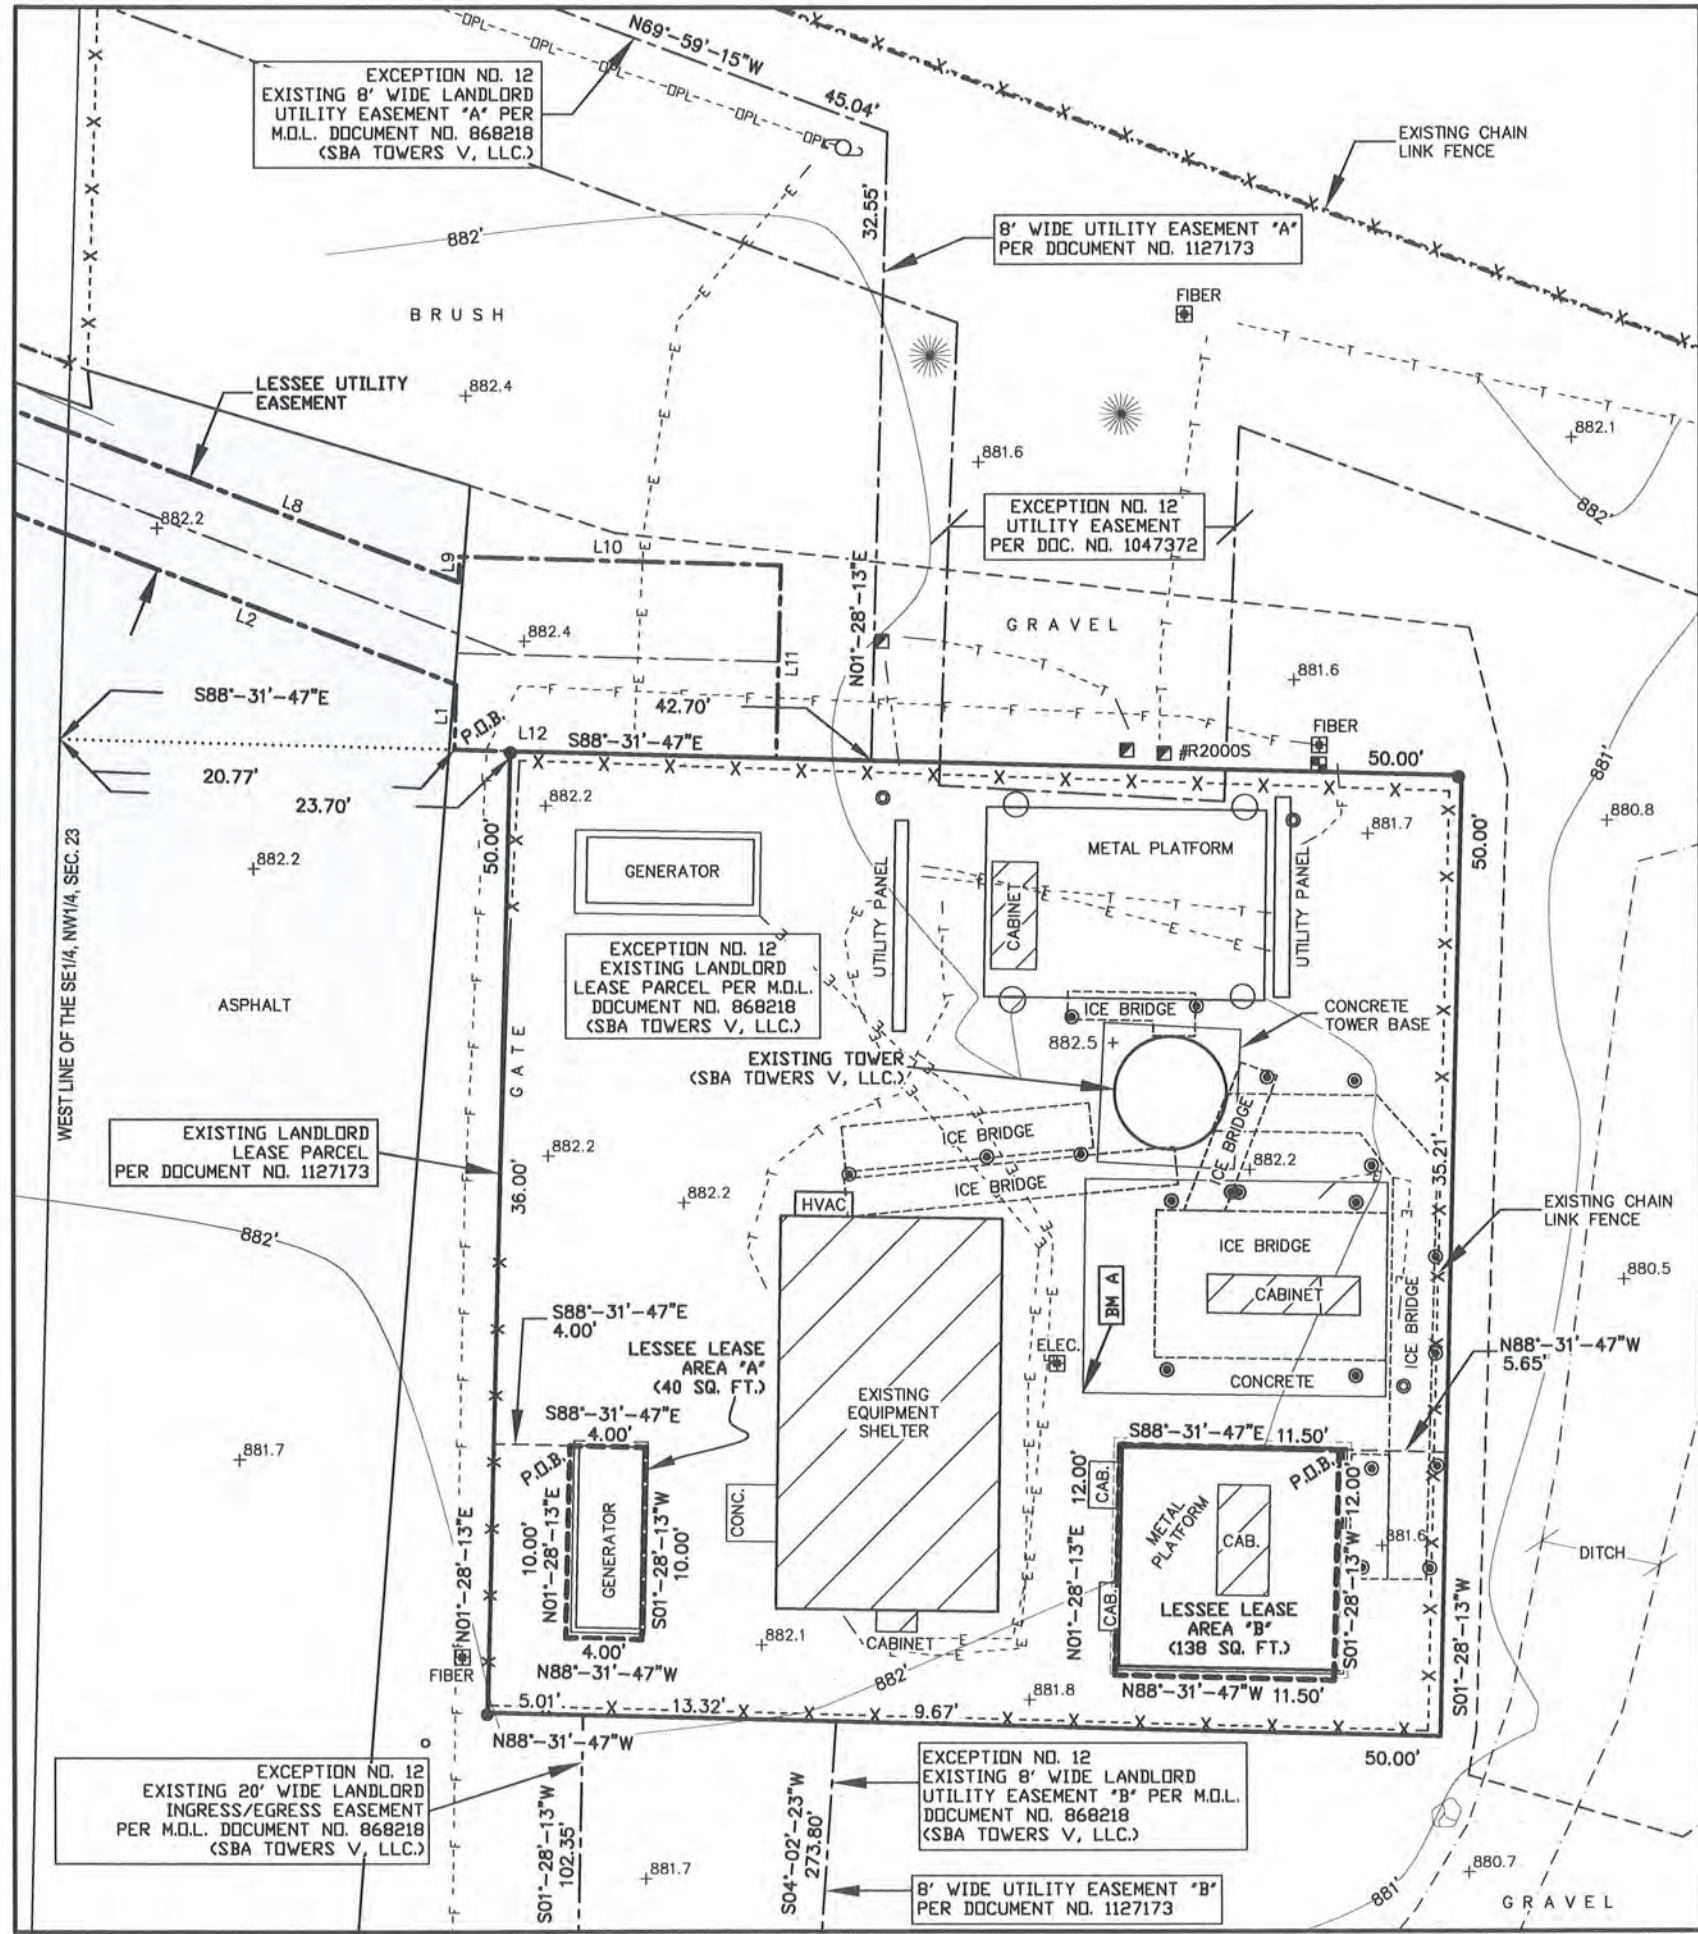 OPL
OPL
OPL
OPL
OPL
OPL
N69°-59'-15"W
45.04'
EXCEPTION NO. 12
EXISTING 8' WIDE LANDLORD
UTILITY EASEMENT "A" PER
M.O.L. DOCUMENT NO. 868218
(SBA TOWERS V, LLC.)
EXISTING CHAIN
LINK FENCE
32.55'
8' WIDE UTILITY EASEMENT "A"
PER DOCUMENT NO. 1127173
882'
BRUSH
FIBER
LESSEE UTILITY
EASEMENT
882.4
882.1
881.6
882'
L8
882.2
EXCEPTION NO. 12
UTILITY EASEMENT
PER DOC. NO. 1047372
L9
L10
L2
882.4
N01°-28'-13"E
GRAVEL
L11
881.6
S88°-31'-47"E
L1
P.O.B.
L12
42.70'
S88°-31'-47"E
#R2000S
FIBER
50.00'
20.77'
23.70'
882.2
881'
880.8
881.7
50.00'
50.00'
WEST LINE OF THE SE1/4, NW1/4, SEC. 23
882.2
GENERATOR
UTILITY PANEL
METAL PLATFORM
CABINET
UTILITY PANEL
EXCEPTION NO. 12
EXISTING LANDLORD
LEASE PARCEL PER M.O.L.
DOCUMENT NO. 868218
(SBA TOWERS V, LLC.)
ASPHALT
ICE BRIDGE
CONCRETE
TOWER BASE
882.5
GATE
EXISTING TOWER
(SBA TOWERS V, LLC.)
EXISTING LANDLORD
LEASE PARCEL
PER DOCUMENT NO. 1127173
ICE BRIDGE
ICE BRIDGE
ICE BRIDGE
882.2
35.21'
882.2
882.2
36.00'
HVAC
EXISTING CHAIN
LINK FENCE
882'
ICE BRIDGE
CABINET
ICE BRIDGE
880.5
BM A
S88°-31'-47"E
4.00'
LESSEE LEASE
AREA "A"
(40 SQ. FT.)
ELEC.
N88°-31'-47"W
5.65'
EXISTING
EQUIPMENT
SHELTER
CONCRETE
S88°-31'-47"E
4.00'
S88°-31'-47"E 11.50'
881.7
P.O.B.
P.O.B.
12.00'
CAB.
METAL
PLATFORM
CAB.
S01°-28'-13"W 12.00'
CONC.
N01°-28'-13"E
10.00'
N01°-28'-13"E
GENERATOR
S01°-28'-13"W
10.00'
881.6
DITCH
N01°-28'-13"E
CAB.
LESSEE LEASE
AREA "B"
(138 SQ. FT.)
S01°-28'-13"W
882.1
CABINET
FIBER
4.00'
N88°-31'-47"W
882'
881.8
N88°-31'-47"W 11.50'
5.01'
13.32'
9.67'
N88°-31'-47"W
50.00'
EXCEPTION NO. 12
EXISTING 20' WIDE LANDLORD
INGRESS/EGRESS EASEMENT
PER M.O.L. DOCUMENT NO. 868218
(SBA TOWERS V, LLC.)
EXCEPTION NO. 12
EXISTING 8' WIDE LANDLORD
UTILITY EASEMENT "B" PER M.O.L.
DOCUMENT NO. 868218
(SBA TOWERS V, LLC.)
S01°-28'-13"W
102.35'
881.7
S04°-02'-23"W
273.80'
8' WIDE UTILITY EASEMENT "B"
PER DOCUMENT NO. 1127173
880.7
881'
GRAVEL